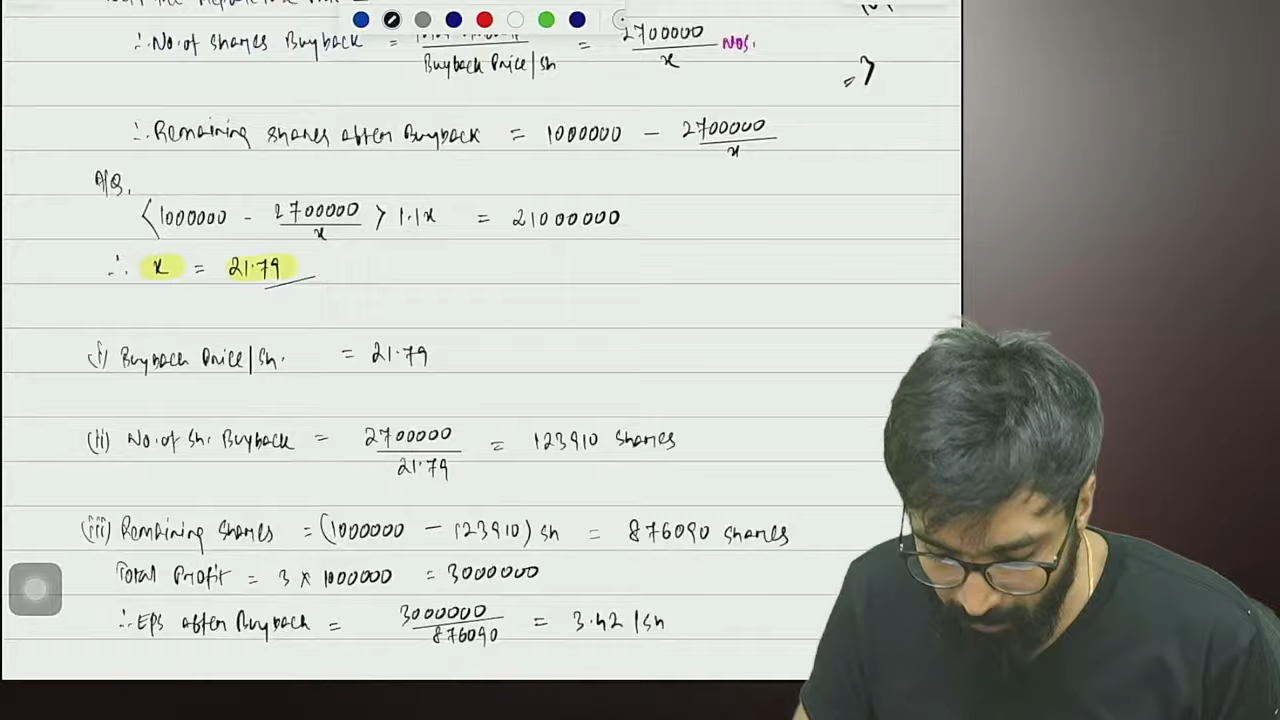 ∴ No. of Shares Buyback = / Buyback Price/sh = 2700000/x Nos.
= 3
∴ Remaining shares after Buyback = 1000000 - 2700000/x
A/Q,
(1000000 - 2700000/x) 1.1x = 21000000
∴ x = 21.79
(i) Buyback Price/sh. = 21.79
(ii) No. of Sh. Buyback = 2700000/21.79 = 123910 shares
(iii) Remaining Shares = (1000000 - 123910) sh = 876090 shares
Total Profit = 3 x 1000000 = 3000000
∴ EPS after Buyback = 3000000/876090 = 3.42 /sh